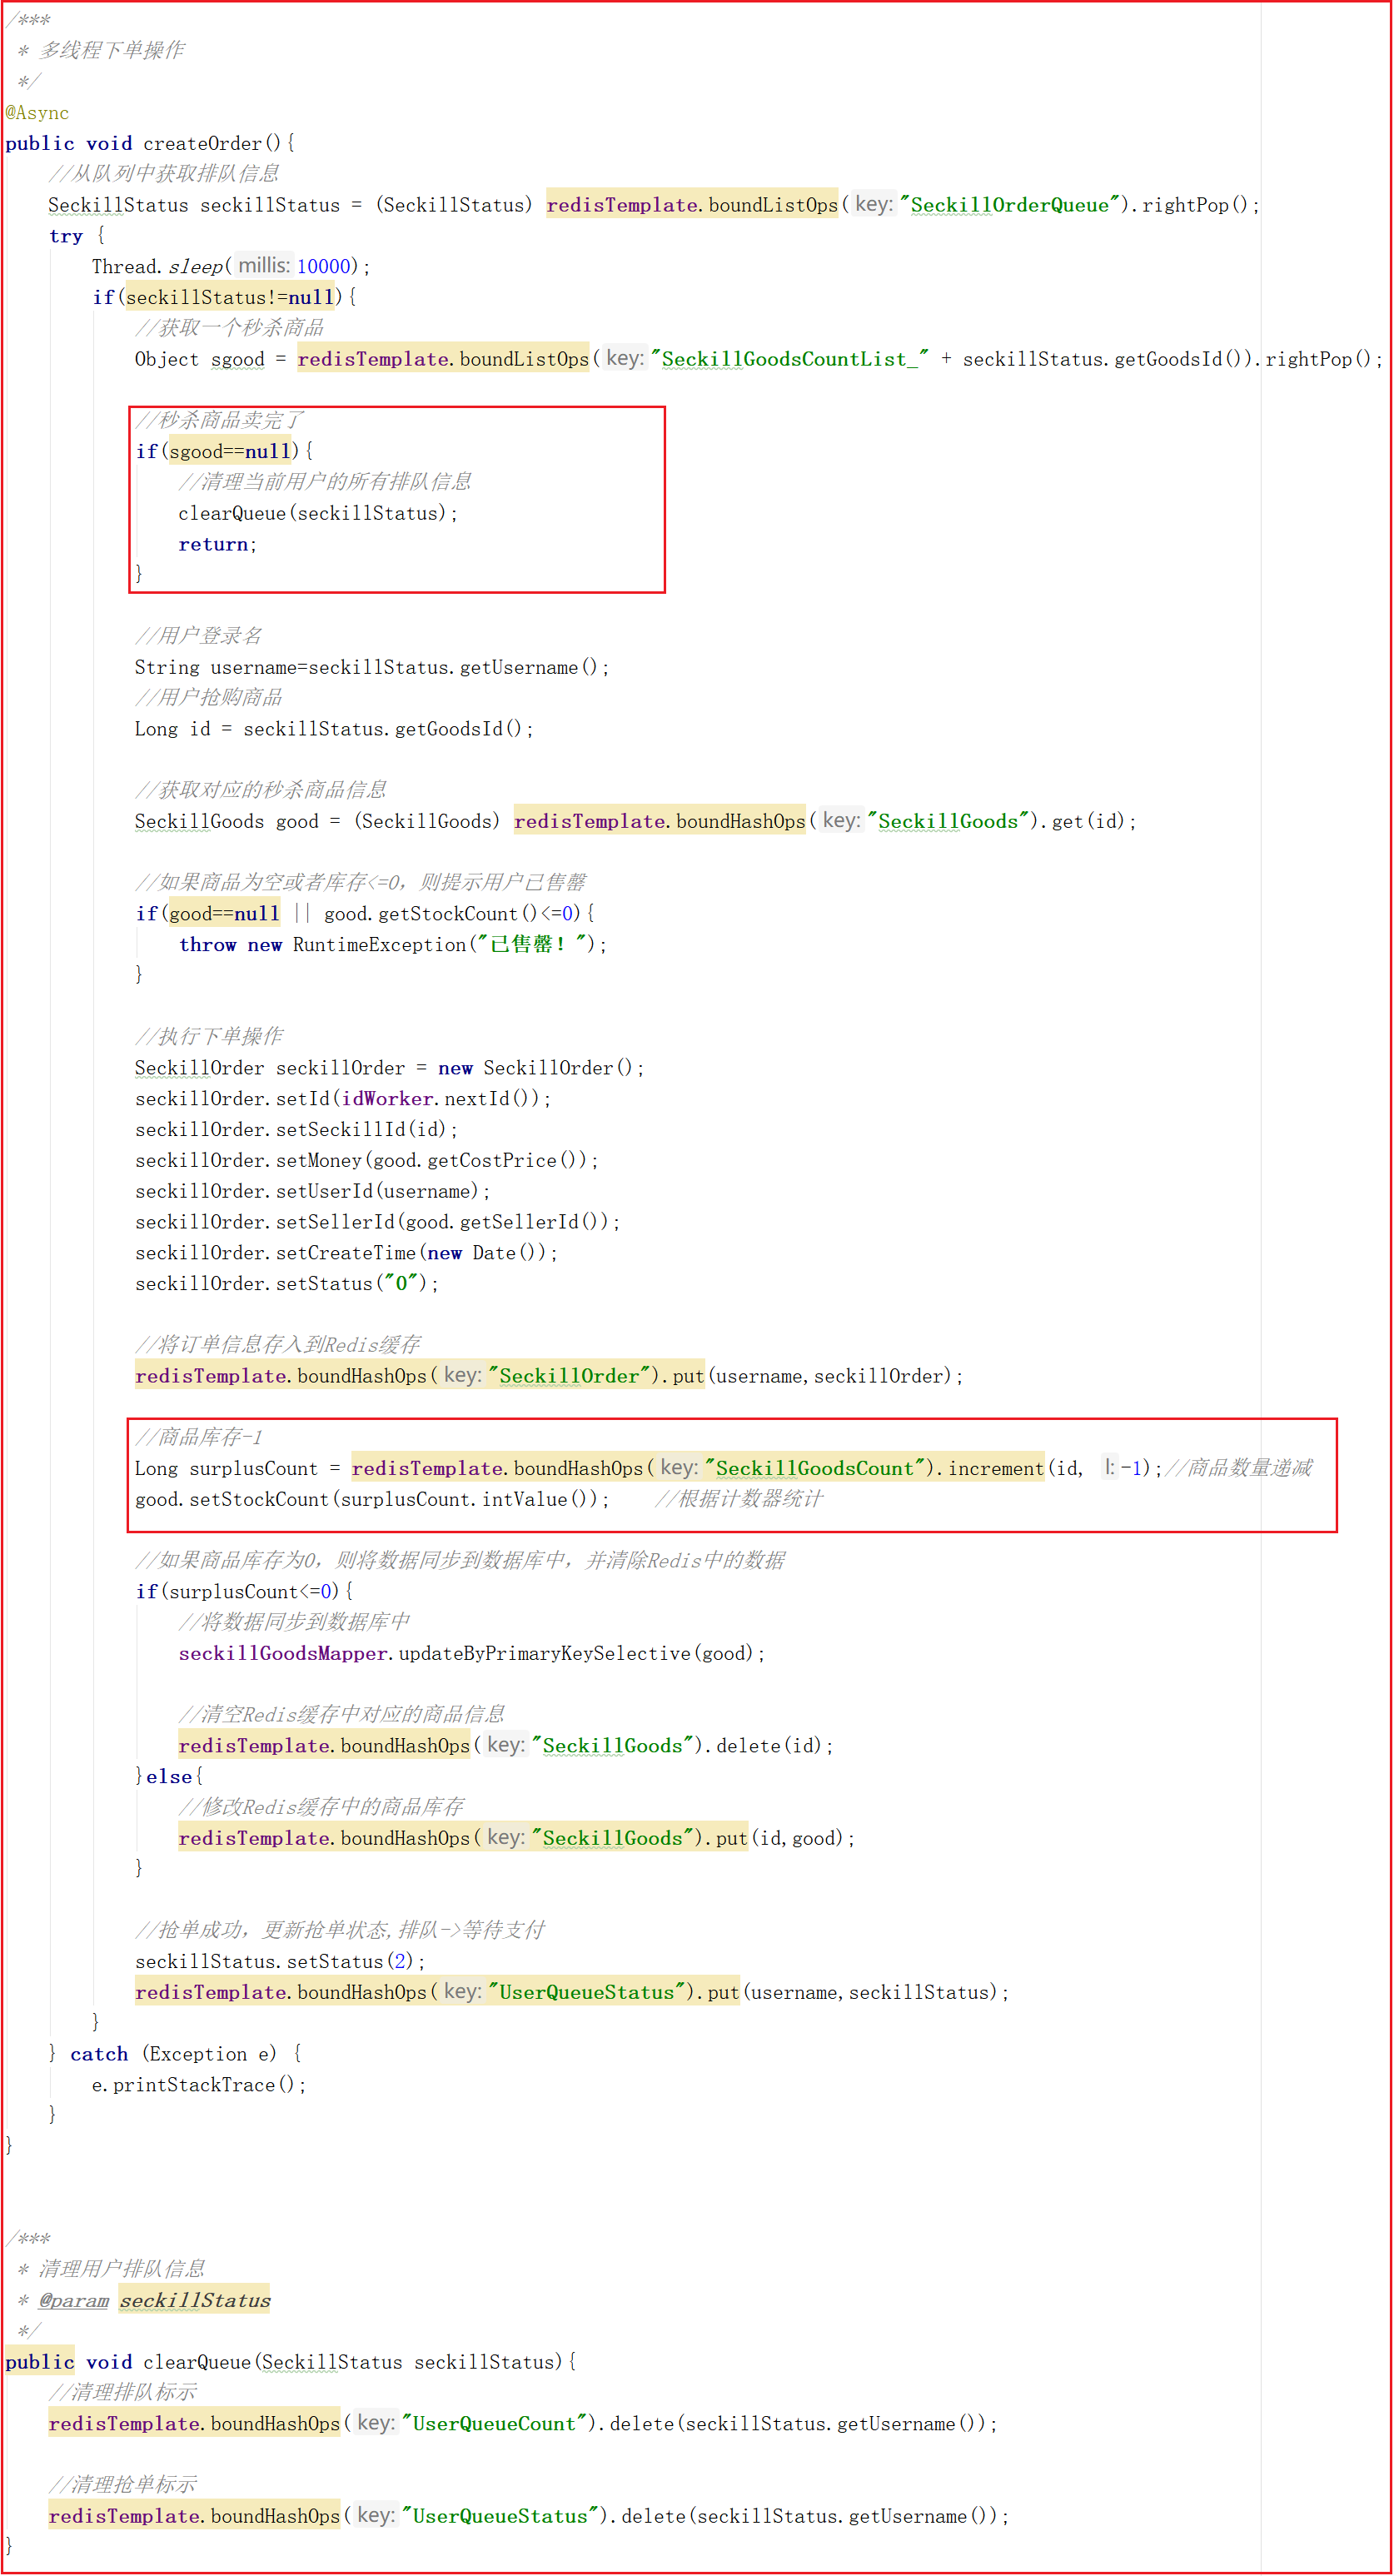 /***
 * 多线程下单操作
 */
@Async
public void createOrder(){
    //从队列中获取排队信息
    SeckillStatus seckillStatus = (SeckillStatus) redisTemplate.boundListOps( key: "SeckillOrderQueue").rightPop();
    try {
        Thread.sleep( millis: 10000);
        if(seckillStatus!=null){
            //获取一个秒杀商品
            Object sgood = redisTemplate.boundListOps( key: "SeckillGoodsCountList_" + seckillStatus.getGoodsId()).rightPop();
            //秒杀商品卖完了
            if(sgood==null){
                //清理当前用户的所有排队信息
                clearQueue(seckillStatus);
                return;
            }
            //用户登录名
            String username=seckillStatus.getUsername();
            //用户抢购商品
            Long id = seckillStatus.getGoodsId();
            //获取对应的秒杀商品信息
            SeckillGoods good = (SeckillGoods) redisTemplate.boundHashOps( key: "SeckillGoods").get(id);
            //如果商品为空或者库存<=0，则提示用户已售罄
            if(good==null || good.getStockCount()<=0){
                throw new RuntimeException("已售罄！");
            }
            //执行下单操作
            SeckillOrder seckillOrder = new SeckillOrder();
            seckillOrder.setId(idWorker.nextId());
            seckillOrder.setSeckillId(id);
            seckillOrder.setMoney(good.getCostPrice());
            seckillOrder.setUserId(username);
            seckillOrder.setSellerId(good.getSellerId());
            seckillOrder.setCreateTime(new Date());
            seckillOrder.setStatus("0");
            //将订单信息存入到Redis缓存
            redisTemplate.boundHashOps( key: "SeckillOrder").put(username,seckillOrder);
            //商品库存-1
            Long surplusCount = redisTemplate.boundHashOps( key: "SeckillGoodsCount").increment(id, l: -1);//商品数量递减
            good.setStockCount(surplusCount.intValue());    //根据计数器统计
            //如果商品库存为0，则将数据同步到数据库中，并清除Redis中的数据
            if(surplusCount<=0){
                //将数据同步到数据库中
                seckillGoodsMapper.updateByPrimaryKeySelective(good);
                //清空Redis缓存中对应的商品信息
                redisTemplate.boundHashOps( key: "SeckillGoods").delete(id);
            }else{
                //修改Redis缓存中的商品库存
                redisTemplate.boundHashOps( key: "SeckillGoods").put(id,good);
            }
            //抢单成功，更新抢单状态,排队->等待支付
            seckillStatus.setStatus(2);
            redisTemplate.boundHashOps( key: "UserQueueStatus").put(username,seckillStatus);
        }
    } catch (Exception e) {
        e.printStackTrace();
    }
}
/***
 * 清理用户排队信息
 * @param seckillStatus
 */
public void clearQueue(SeckillStatus seckillStatus){
    //清理排队标示
    redisTemplate.boundHashOps( key: "UserQueueCount").delete(seckillStatus.getUsername());
    //清理抢单标示
    redisTemplate.boundHashOps( key: "UserQueueStatus").delete(seckillStatus.getUsername());
}